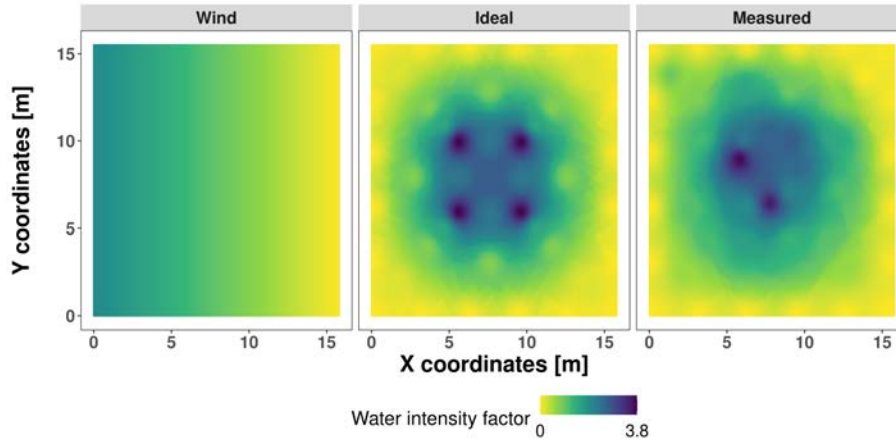 Wind Ideal Measured
Y coordinates [m]
15
10
5
0
0 5 10 15 0 5 10 15 0 5 10 15
X coordinates [m]
Water intensity factor
0 3.8